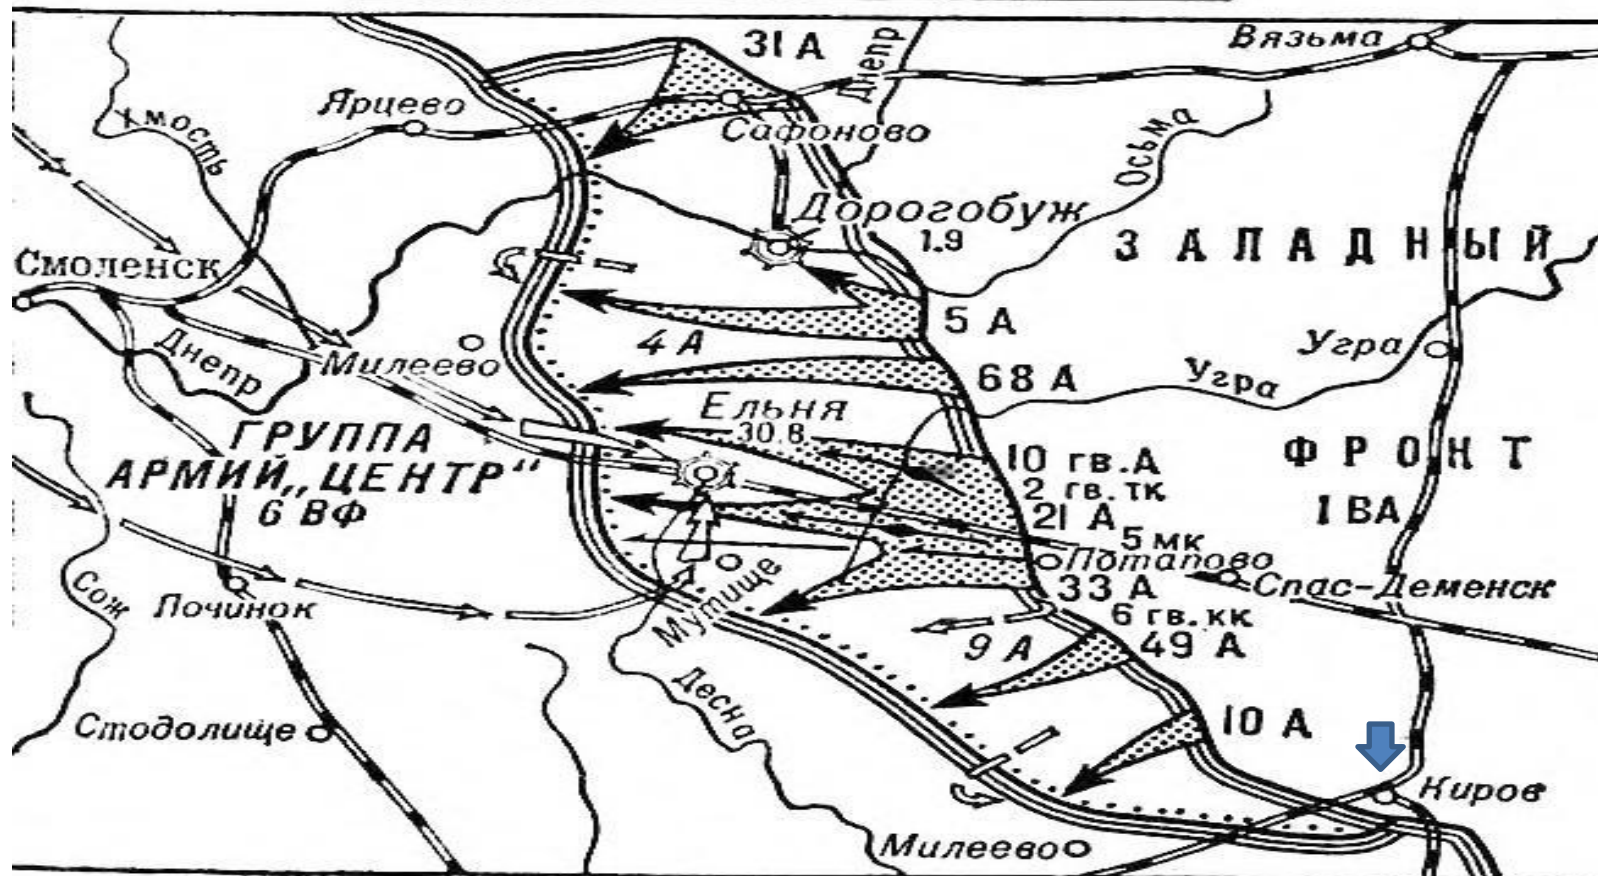 31 А
Днепр
Вязьма
Ярцево
Хмость
Сафоново
Осьма
Дорогобуж
1.9
ЗАПАДНЫЙ
Смоленск
5 А
4 А
Угра
Днепр
Милеево
68 А
Угра
Ельня
30.8
ГРУППА
АРМИЙ „ЦЕНТР“
6 ВФ
10 гв. А
2 гв. тк
21 А
ФРОНТ
1 ВА
5 мк
Потапово
Спас-Деменск
33 А
6 гв. кк
49 А
Сож
Починок
Мутище
9 А
Десна
Стодолище
10 А
Киров
Милеево